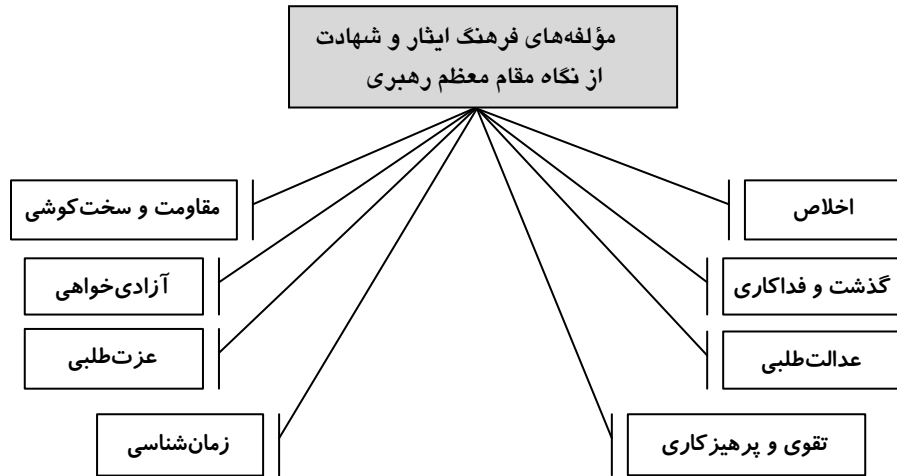 مؤلفه‌های فرهنگ ایثار و شهادت
از نگاه مقام معظم رهبری
اخلاص
مقاومت و سخت‌کوشی
گذشت و فداکاری
آزادی‌خواهی
عدالت‌طلبی
عزت‌طلبی
تقوی و پرهیزکاری
زمان‌شناسی